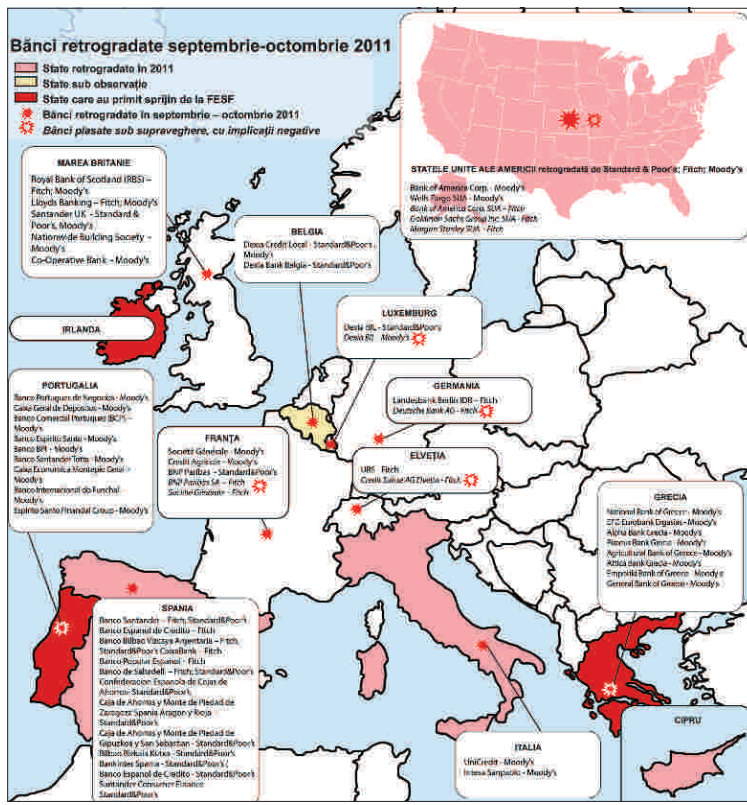 Bănci retrogradate septembrie-octombrie 2011
State retrogradate în 2011
State sub observație
State care au primit sprijin de la FESF
Bănci retrogradate în septembrie – octombrie 2011
Bănci plasate sub supraveghere, cu implicații negative
STATELE UNITE ALE AMERICII retrogradată de Standard & Poor's; Fitch; Moody's
Bank of America Corp. - Moody's
Wells Fargo SUA - Moody's
Bank of America Corp. SUA - Fitch
Goldman Sachs Group Inc. SUA - Fitch
Morgan Stanley SUA - Fitch
MAREA BRITANIE
Royal Bank of Scotland (RBS) –
Fitch; Moody's
Lloyds Banking – Fitch; Moody's
Santander UK - Standard &
Poor's, Moody's
Nationwide Building Society –
Moody's
Co-Operative Bank – Moody's
BELGIA
Dexia Credit Local - Standard&Poor's,
Moody's
Dexia Bank Belgia - Standard&Poor's
IRLANDA
LUXEMBURG
Dexia BIL - Standard&Poor's
Dexia BIL - Moody's
PORTUGALIA
Banco Portugues de Negocios - Moody's
Caixa Geral de Depositos - Moody's
Banco Comercial Portugues (BCP) -
Moody's
Banco Espirito Santo - Moody's
Banco BPI - Moody's
Banco Santander Totta - Moody's
Caixa Economica Montepio Geral -
Moody's
Banco Internacional do Funchal
Moody's
Espirito Santo Financial Group - Moody's
GERMANIA
Landesbank Berlin – Fitch
Deutsche Bank AG - Fitch
FRANȚA
Société Générale - Moody's
Credit Agricole – Moody's
BNP Paribas – Standard&Poor's
BNP Paribas SA – Fitch
Société Générale - Fitch
ELVEȚIA
UBS - Fitch
Credit Suisse AG Elveția - Fitch
GRECIA
National Bank of Greece - Moody's
EFG Eurobank Ergasias - Moody's
Alpha Bank Grecia - Moody's
Piraeus Bank Grecia - Moody's
Agricultural Bank of Greece - Moody's
Attica Bank Grecia - Moody's
Emporiki Bank of Greece - Moody's
General Bank of Greece - Moody's
SPANIA
Banco Santander – Fitch; Standard&Poor's
Banco Espanol de Credito – Fitch
Banco Bilbao Vizcaya Argentaria – Fitch,
Standard&Poor's CaixaBank – Fitch
Banco Popular Espanol – Fitch
Banco de Sabadell – Fitch; Standard&Poor's
Confederacion Espanola de Cajas de
Ahorros- Standard&Poor's
Caja de Ahorros y Monte de Piedad de
Zaragoza Spania Aragon y Rioja
Standard&Poor's
Caja de Ahorros y Monte de Piedad de
Gipuzkoa y San Sebastian - Standard&Poor's
Bilbao Bizkaia Kutxa - Standard&Poor's
Bankinter Spania - Standard&Poor's
Banco Espanol de Credito - Standard&Poor's
Santander Consumer Finance
Standard&Poor's
ITALIA
UniCredit - Moody's
Intesa Sanpaolo - Moody's
CIPRU